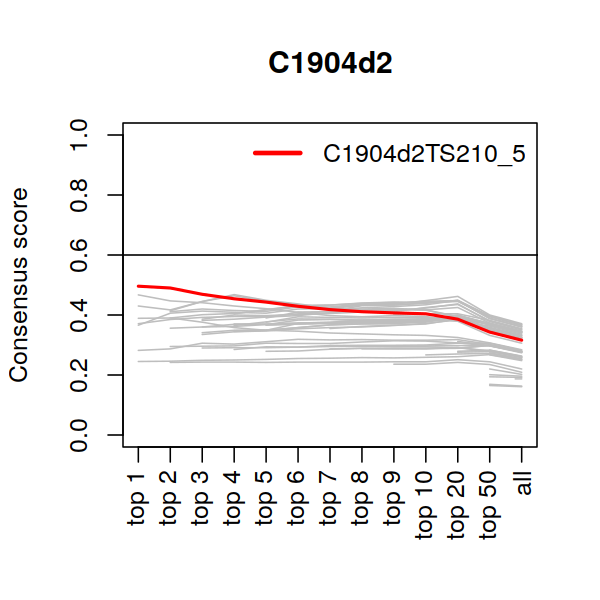 C1904d2
C1904d2TS210_5
Consensus score
1.0
0.8
0.6
0.4
0.2
0.0
top 1
top 2
top 3
top 4
top 5
top 6
top 7
top 8
top 9
top 10
top 20
top 50
all